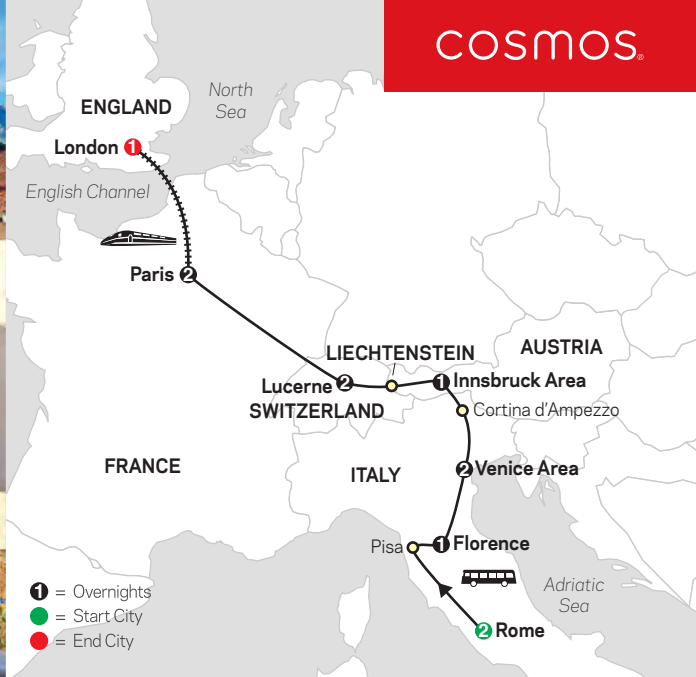 COSMOS®
North
Sea
ENGLAND
London 1
English Channel
Paris 2
LIECHTENSTEIN
AUSTRIA
Lucerne 2
1 Innsbruck Area
SWITZERLAND
Cortina d'Ampezzo
FRANCE
ITALY
2 Venice Area
Pisa
1 Florence
Adriatic
Sea
1 = Overnights
= Start City
= End City
2 Rome